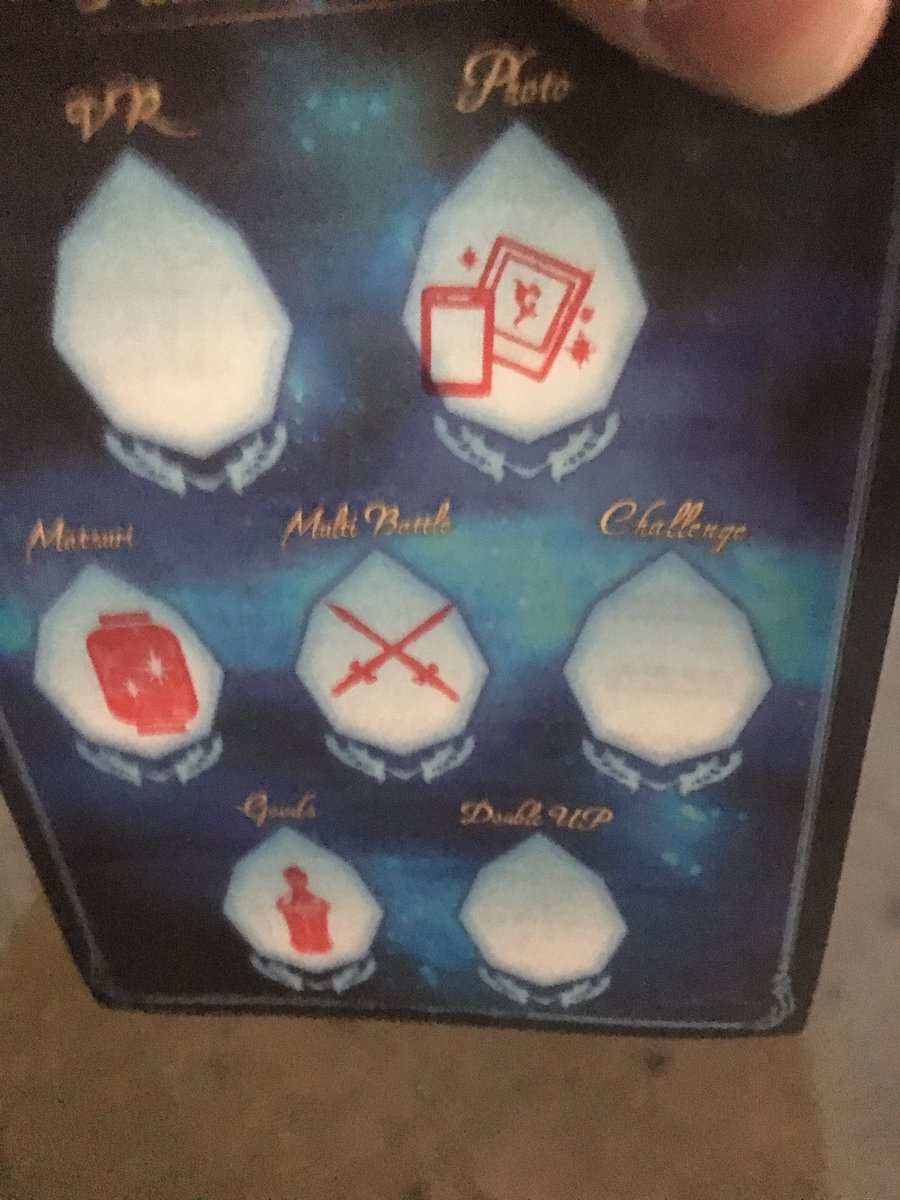 VR
Photo
Matsuri
Multi Battle
Challenge
Goods
Double UP